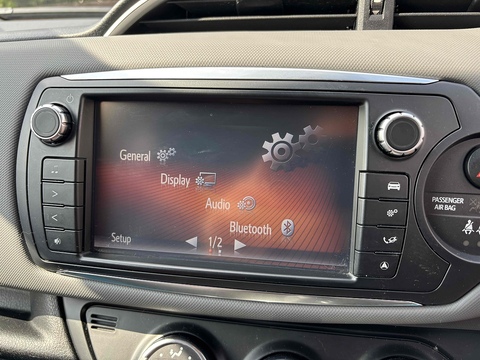 General
Display
Audio
Bluetooth
Setup
1/2
PASSENGER
AIR BAG